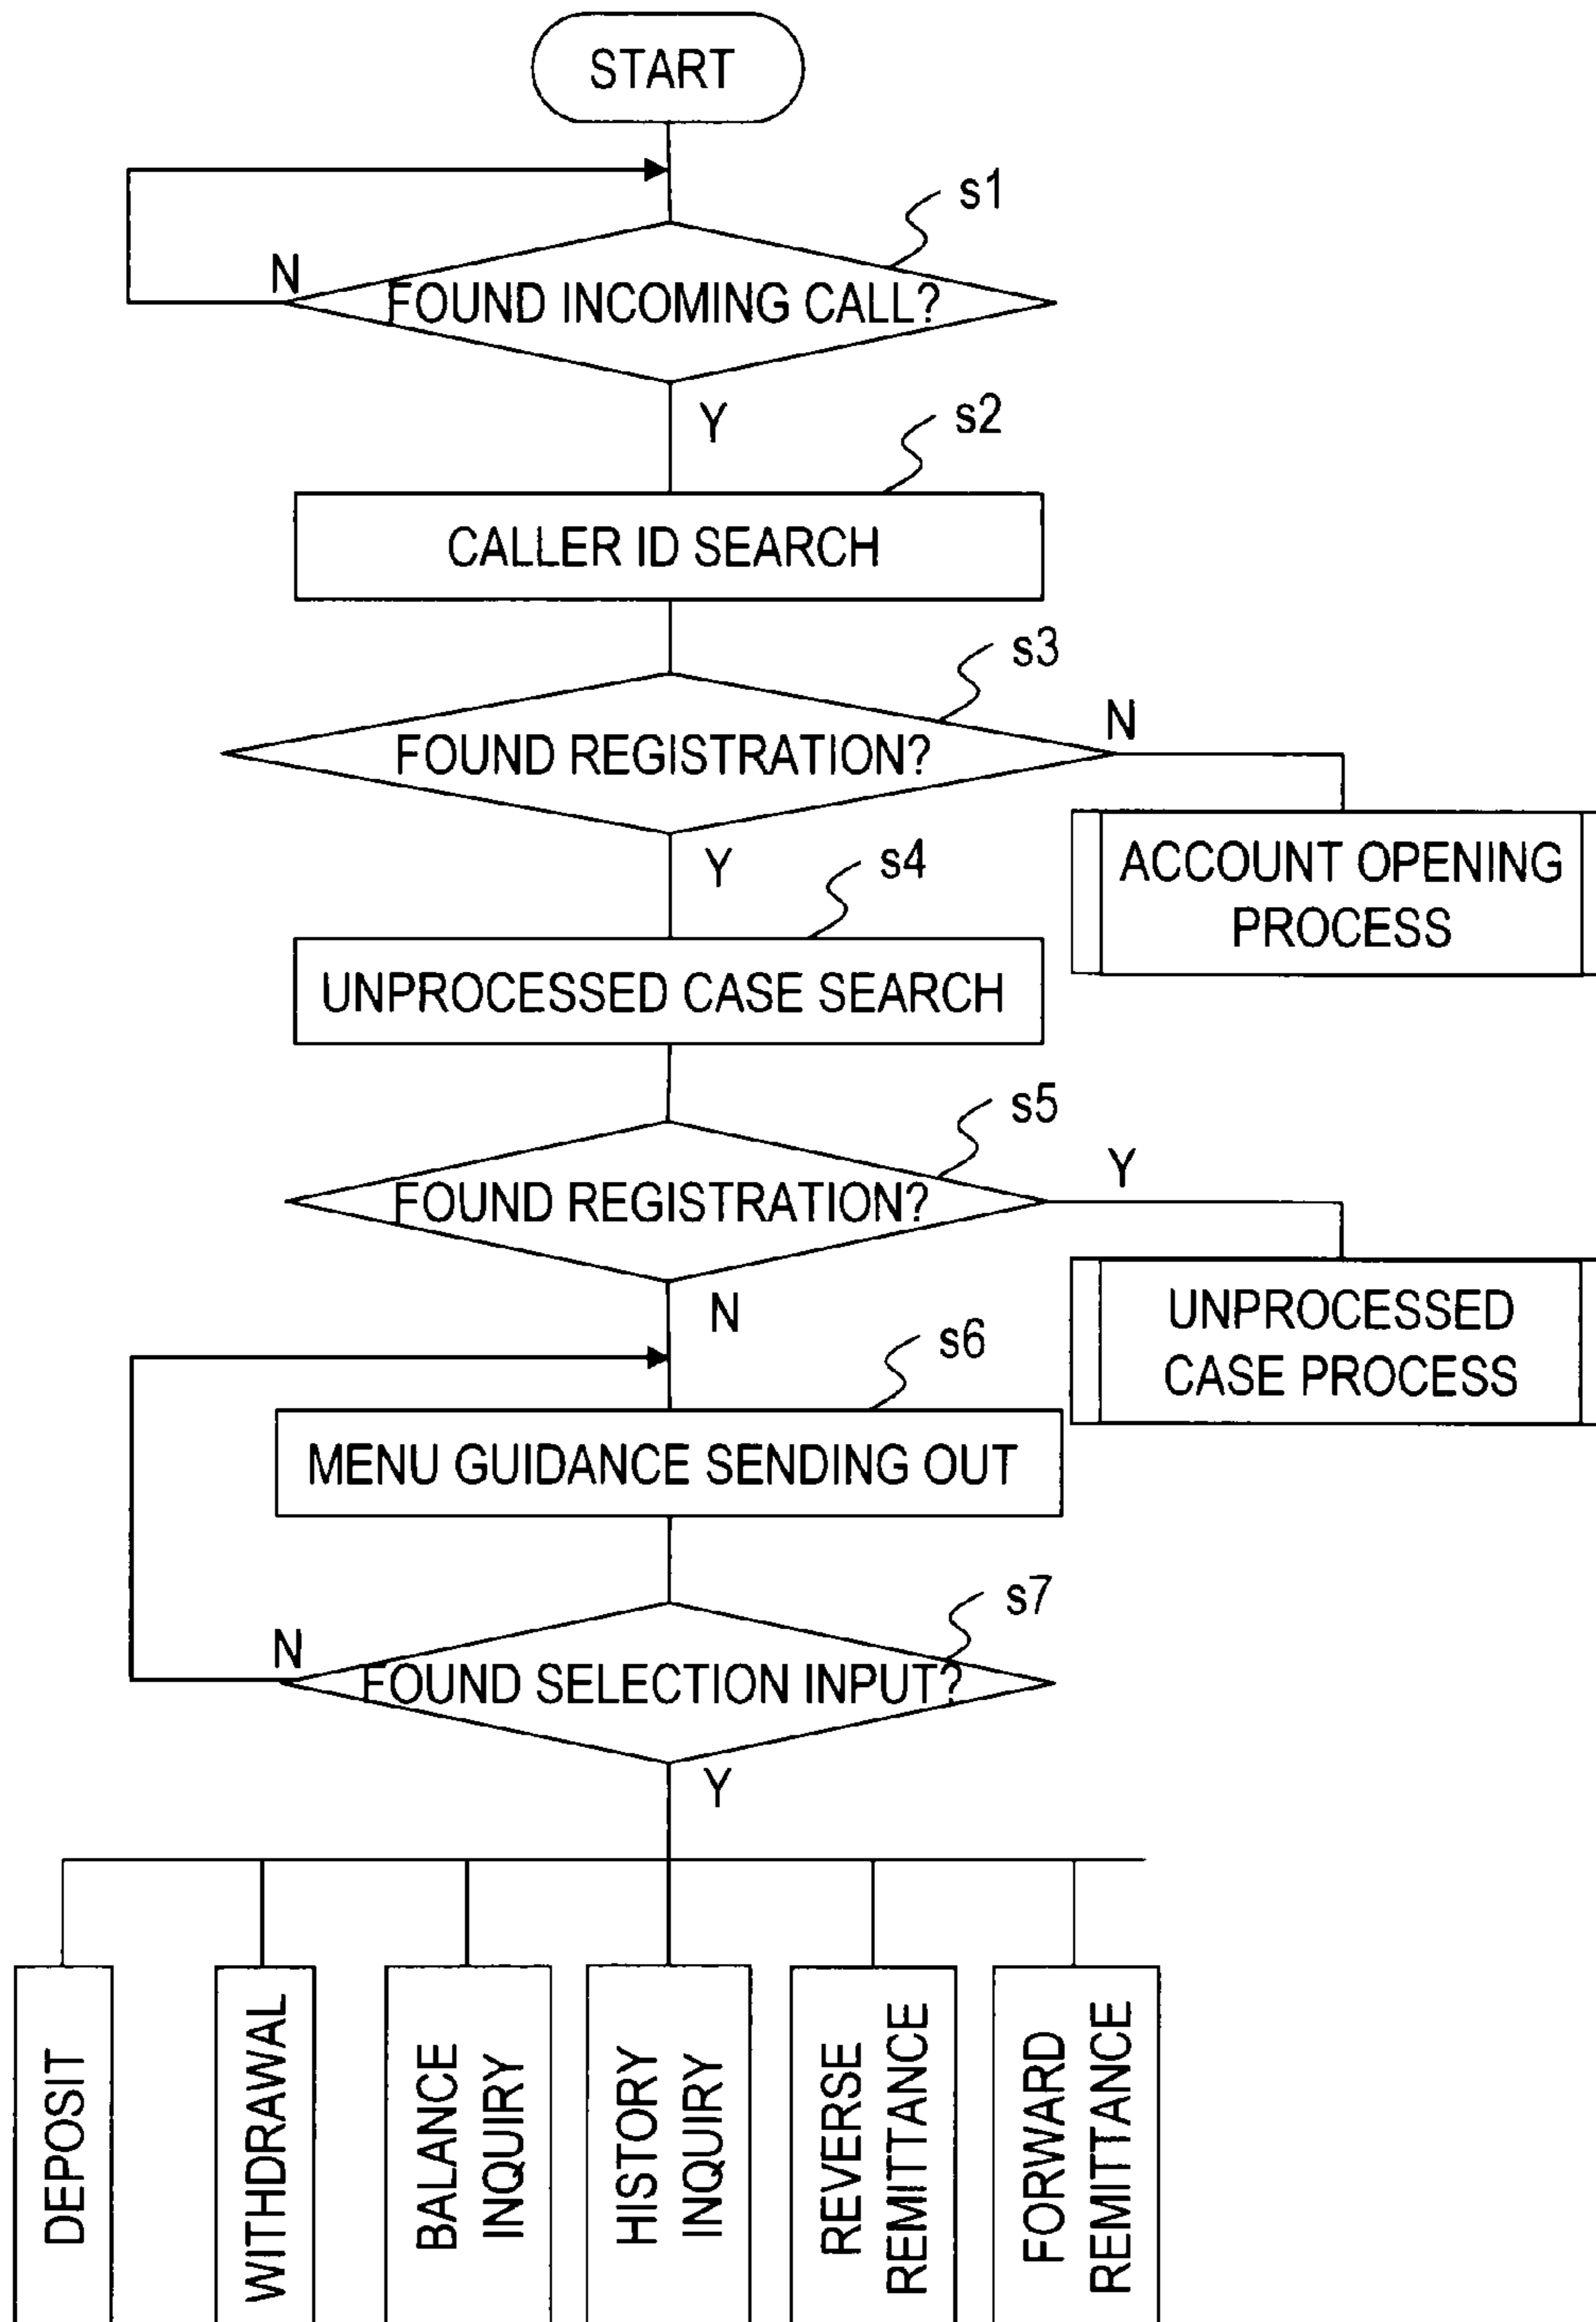 START
s1
N
FOUND INCOMING CALL?
Y
s2
CALLER ID SEARCH
s3
N
FOUND REGISTRATION?
Y
ACCOUNT OPENING
PROCESS
s4
UNPROCESSED CASE SEARCH
s5
Y
FOUND REGISTRATION?
N
UNPROCESSED
CASE PROCESS
s6
MENU GUIDANCE SENDING OUT
s7
N
FOUND SELECTION INPUT?
Y
DEPOSIT
WITHDRAWAL
BALANCE
INQUIRY
HISTORY
INQUIRY
REVERSE
REMITTANCE
FORWARD
REMITTANCE